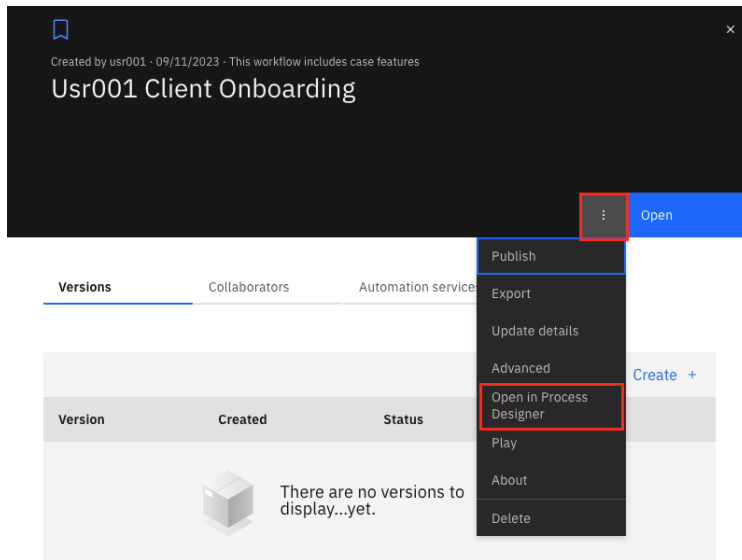 Created by usr001 · 09/11/2023 · This workflow includes case features
Usr001 Client Onboarding
Open
Publish
Export
Update details
Advanced
Open in Process
Designer
Play
About
Delete
Versions
Collaborators
Automation services
Create +
Version
Created
Status
There are no versions to
display...yet.